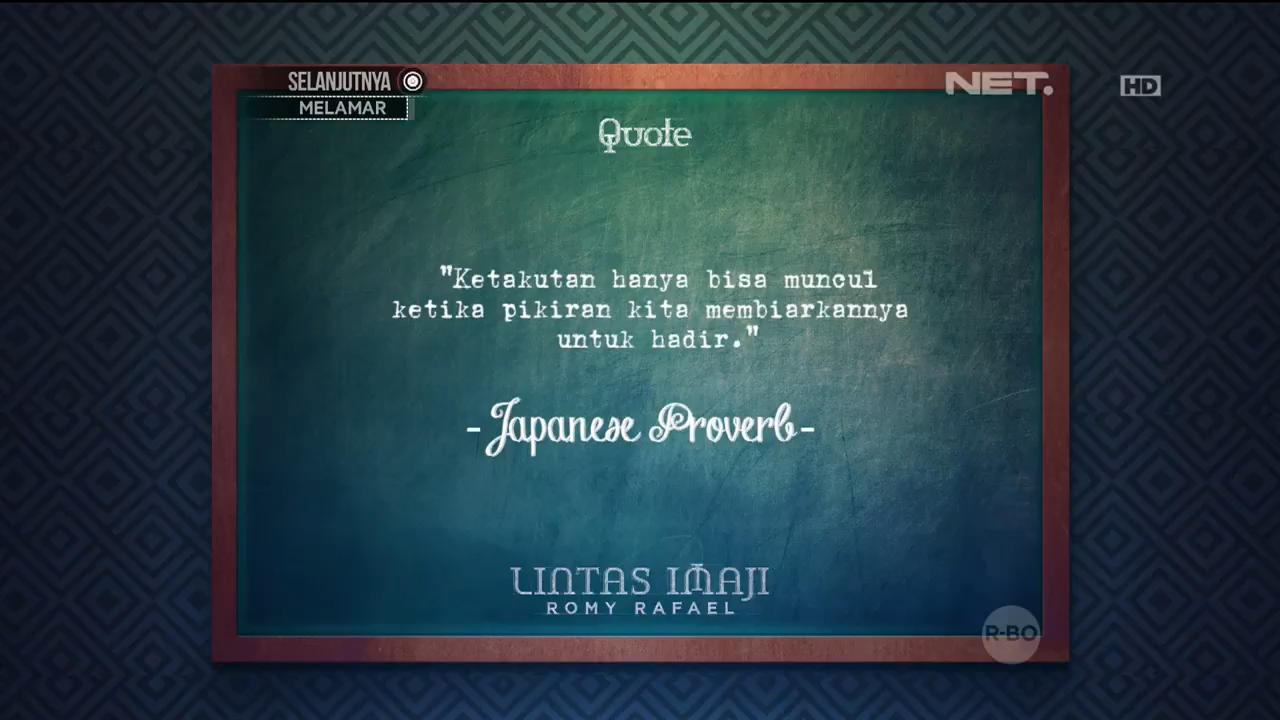 SELANJUTNYA
MELAMAR
NET.
HD
Quote
"Ketakutan hanya bisa muncul
ketika pikiran kita membiarkannya
untuk hadir."
-Japanese Proverb-
LINTAS IMAJI
ROMY RAFAEL
R-BO